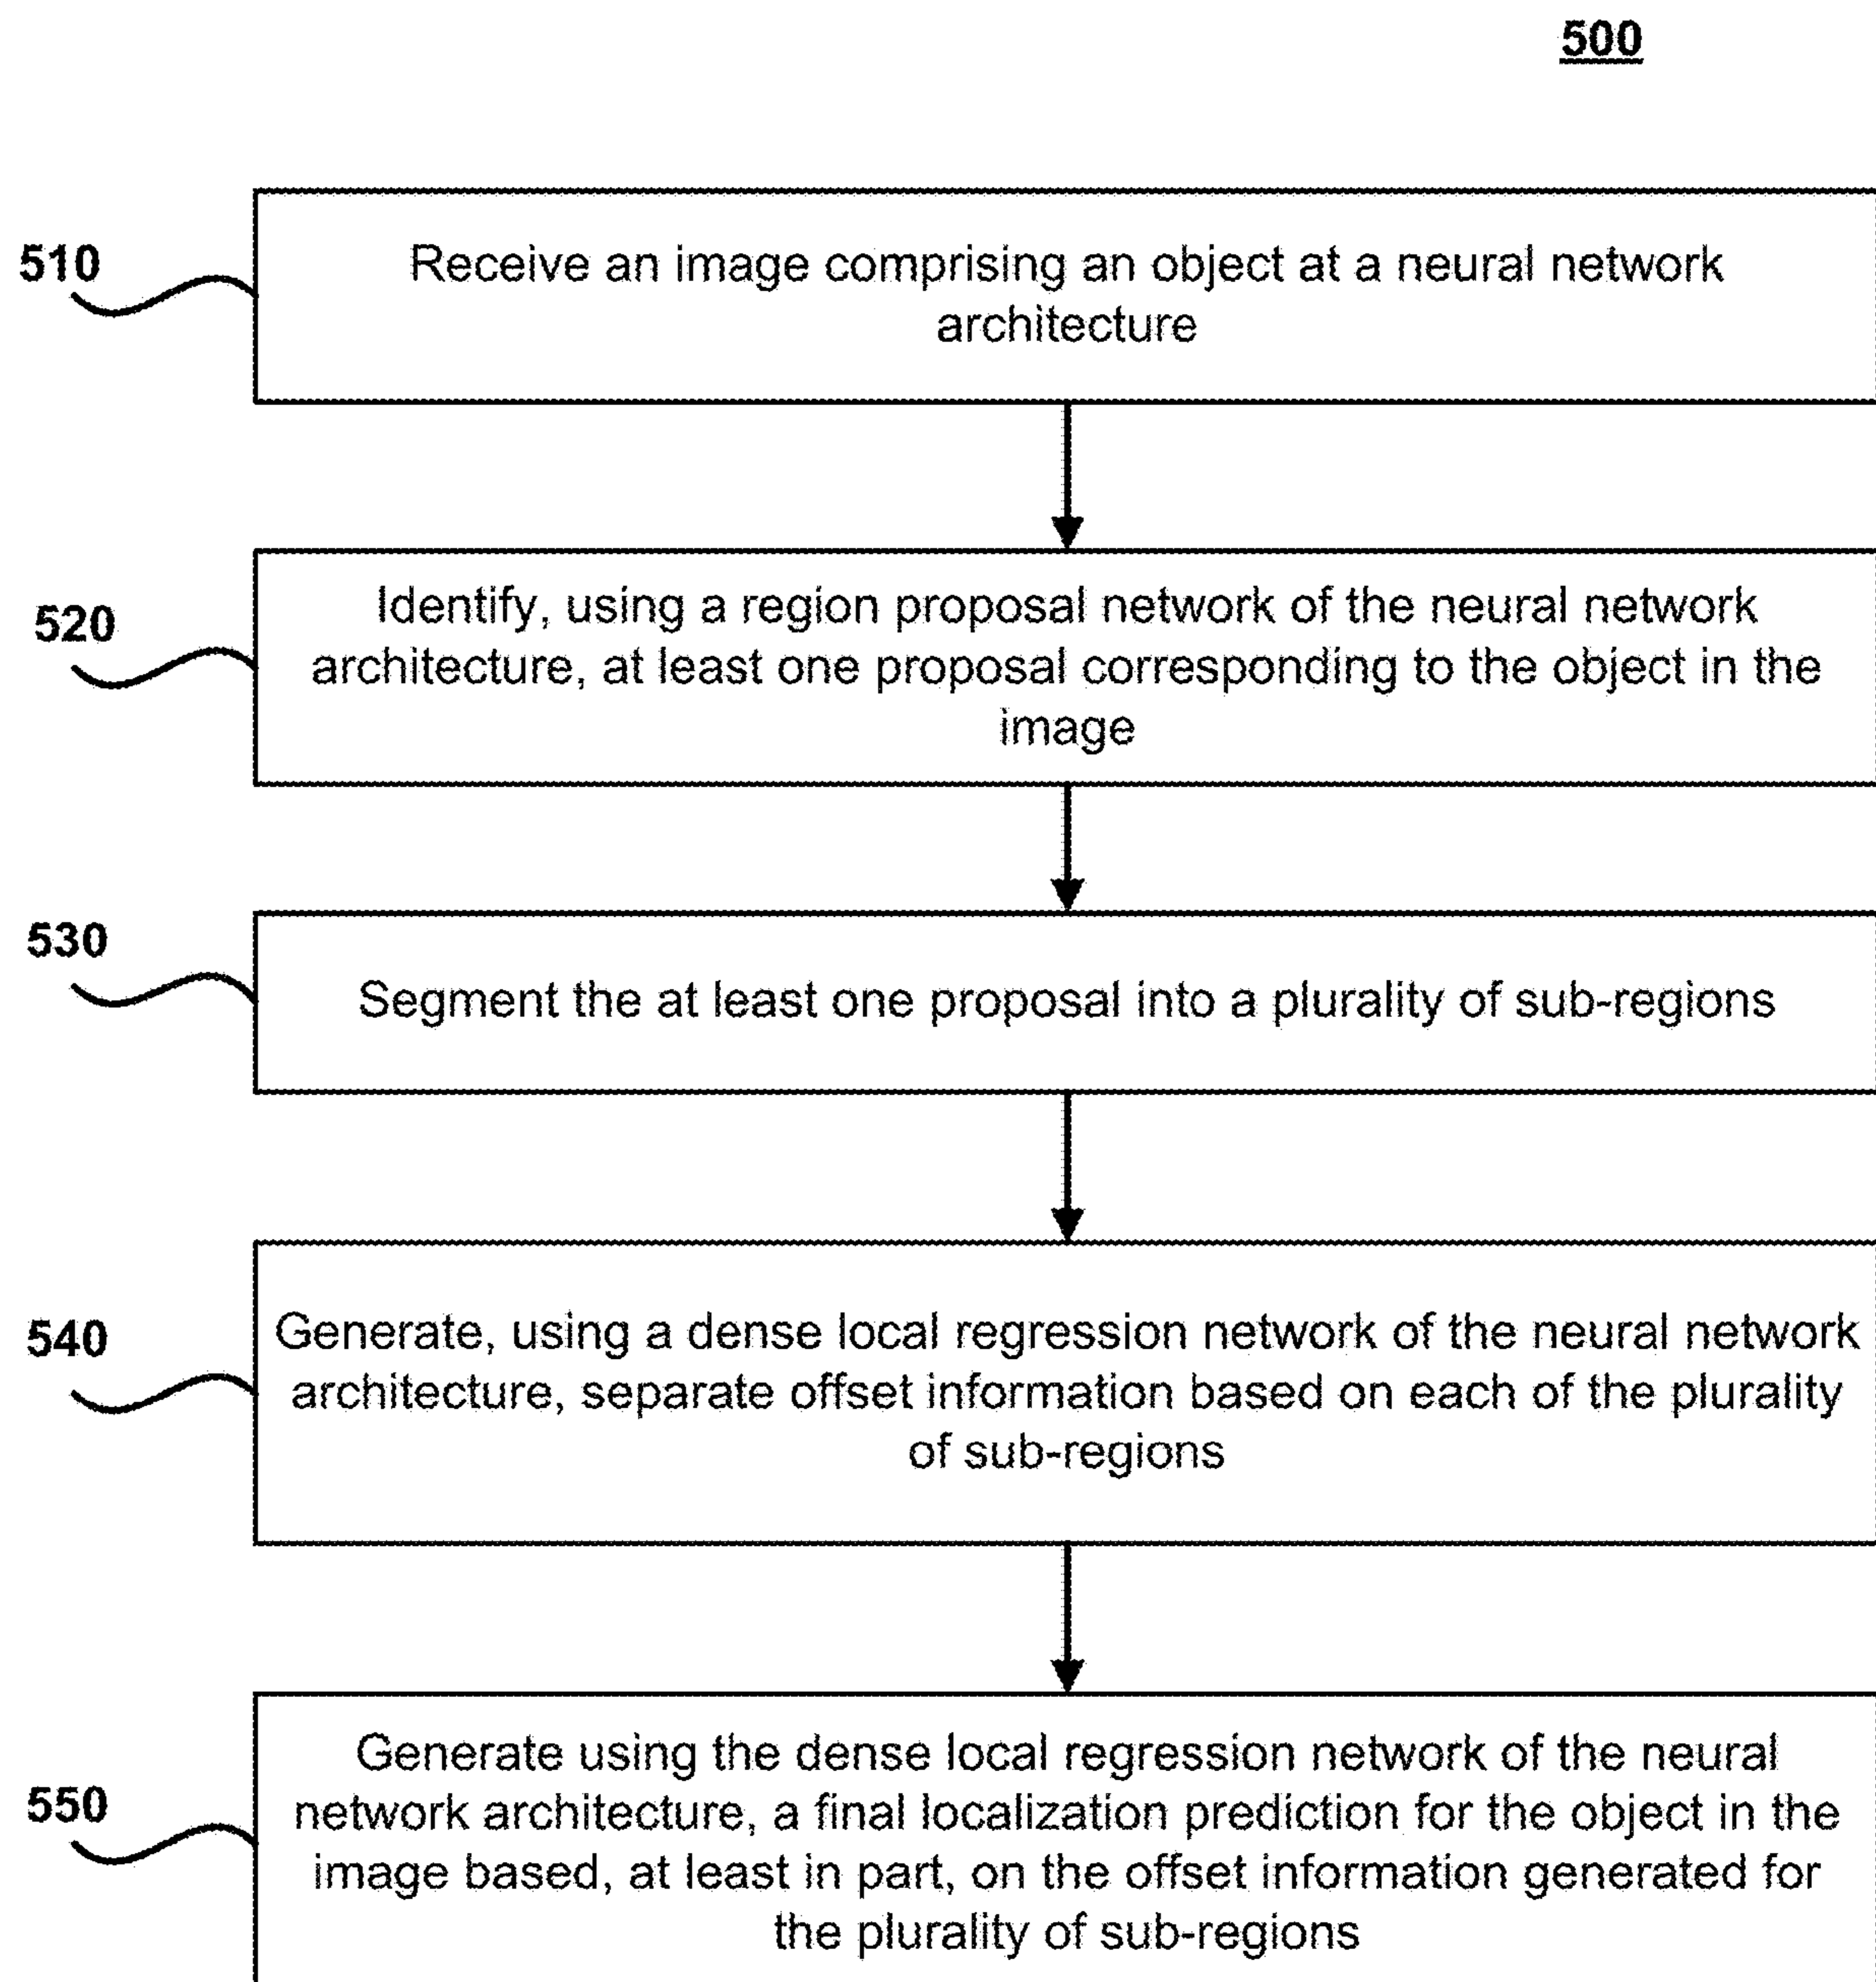 500
510
Receive an image comprising an object at a neural network
architecture
520
Identify, using a region proposal network of the neural network
architecture, at least one proposal corresponding to the object in the
image
530
Segment the at least one proposal into a plurality of sub-regions
540
Generate, using a dense local regression network of the neural network
architecture, separate offset information based on each of the plurality
of sub-regions
550
Generate using the dense local regression network of the neural
network architecture, a final localization prediction for the object in the
image based, at least in part, on the offset information generated for
the plurality of sub-regions